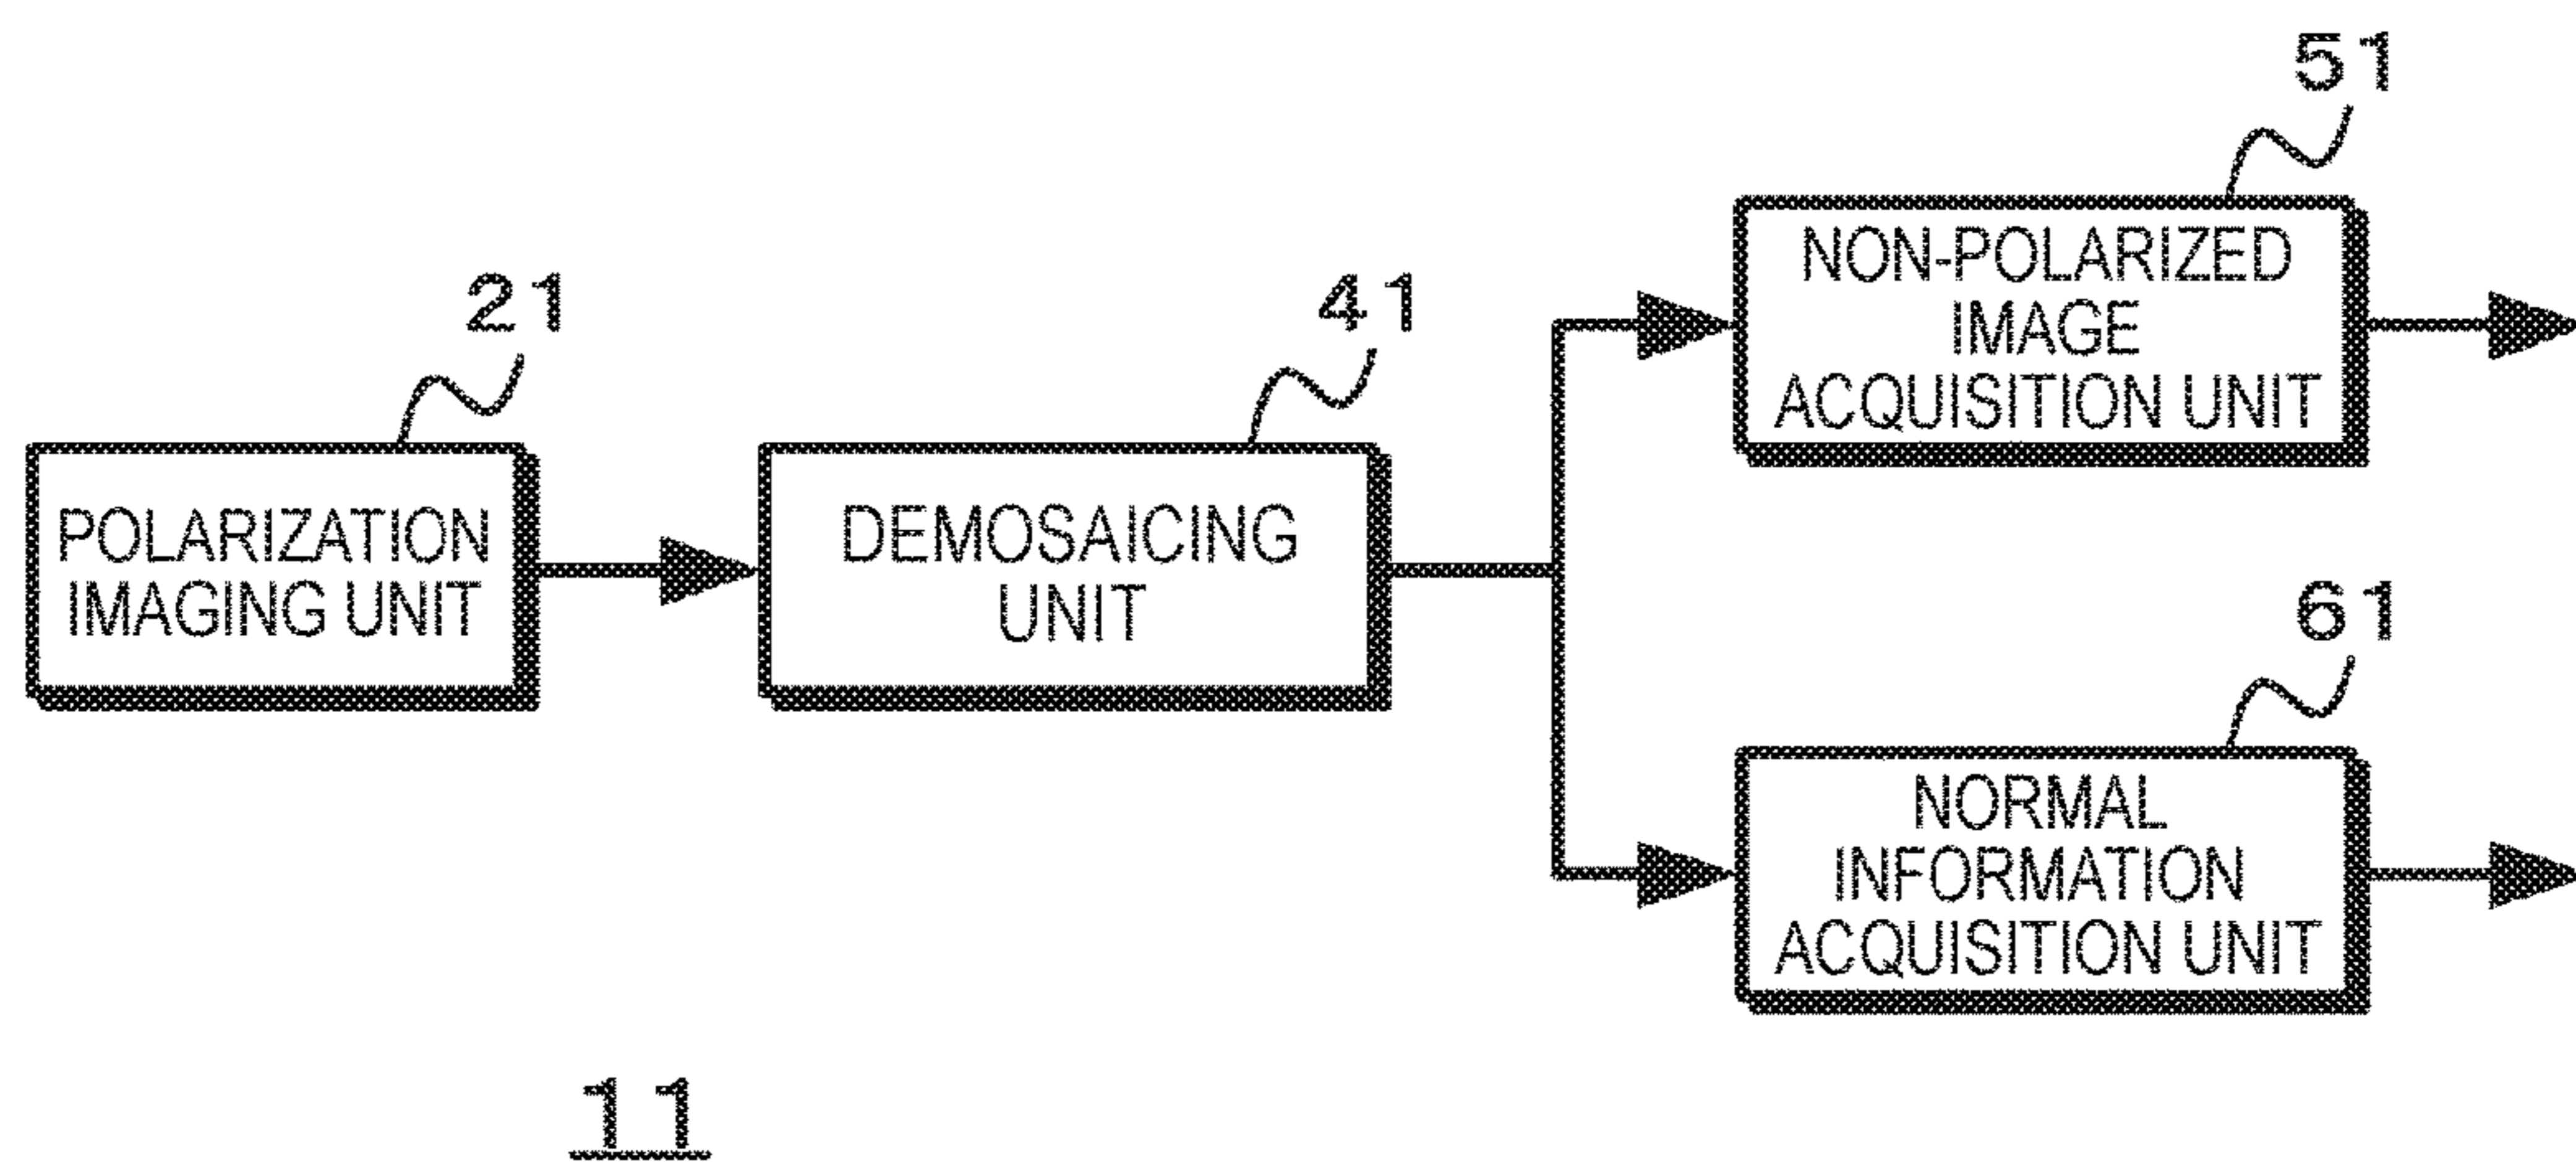 51
NON-POLARIZED
IMAGE
ACQUISITION UNIT
21
POLARIZATION
IMAGING UNIT
41
DEMOSAICING
UNIT
61
NORMAL
INFORMATION
ACQUISITION UNIT
11